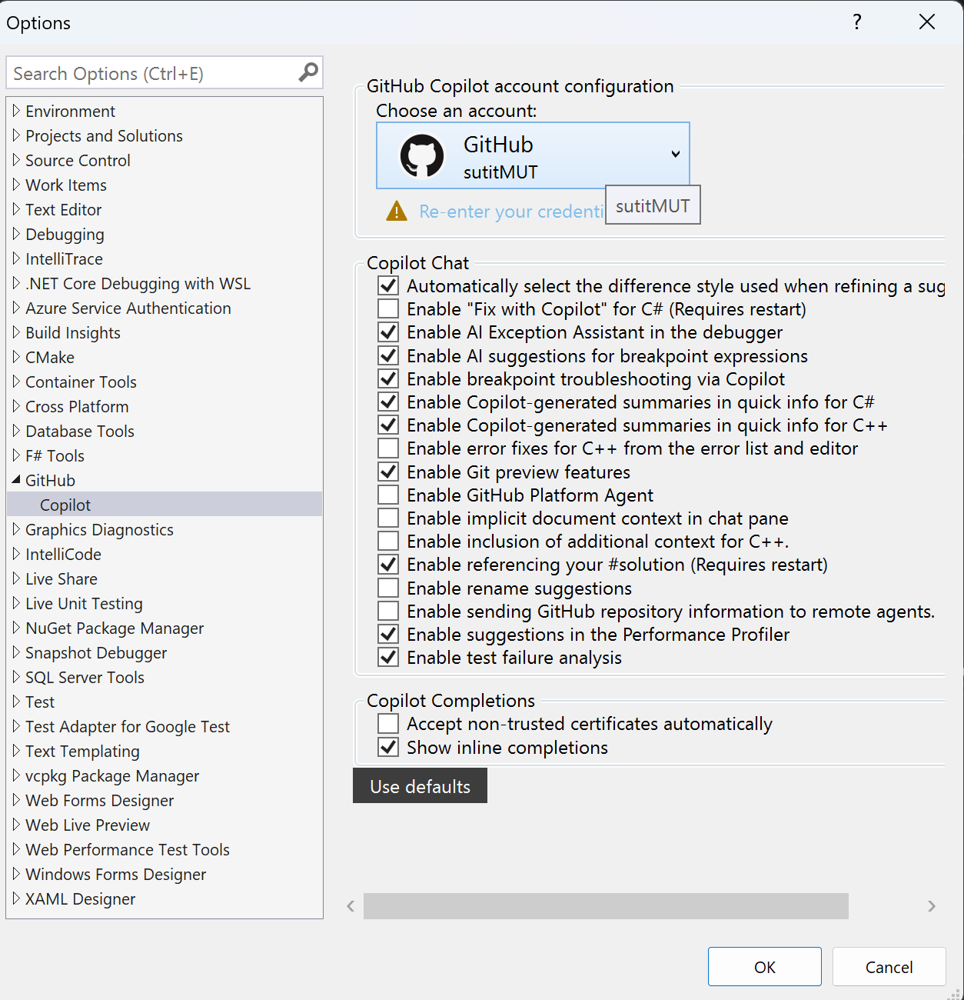 Options
?
Search Options (Ctrl+E)
Environment
Projects and Solutions
Source Control
Work Items
Text Editor
Debugging
IntelliTrace
.NET Core Debugging with WSL
Azure Service Authentication
Build Insights
CMake
Container Tools
Cross Platform
Database Tools
F# Tools
GitHub
Copilot
Graphics Diagnostics
IntelliCode
Live Share
Live Unit Testing
NuGet Package Manager
Snapshot Debugger
SQL Server Tools
Test
Test Adapter for Google Test
Text Templating
vcpkg Package Manager
Web Forms Designer
Web Live Preview
Web Performance Test Tools
Windows Forms Designer
XAML Designer
GitHub Copilot account configuration
Choose an account:
GitHub
sutitMUT
Re-enter your credenti
sutitMUT
Copilot Chat
Automatically select the difference style used when refining a sug
Enable "Fix with Copilot" for C# (Requires restart)
Enable AI Exception Assistant in the debugger
Enable AI suggestions for breakpoint expressions
Enable breakpoint troubleshooting via Copilot
Enable Copilot-generated summaries in quick info for C#
Enable Copilot-generated summaries in quick info for C++
Enable error fixes for C++ from the error list and editor
Enable Git preview features
Enable GitHub Platform Agent
Enable implicit document context in chat pane
Enable inclusion of additional context for C++.
Enable referencing your #solution (Requires restart)
Enable rename suggestions
Enable sending GitHub repository information to remote agents.
Enable suggestions in the Performance Profiler
Enable test failure analysis
Copilot Completions
Accept non-trusted certificates automatically
Show inline completions
Use defaults
OK
Cancel